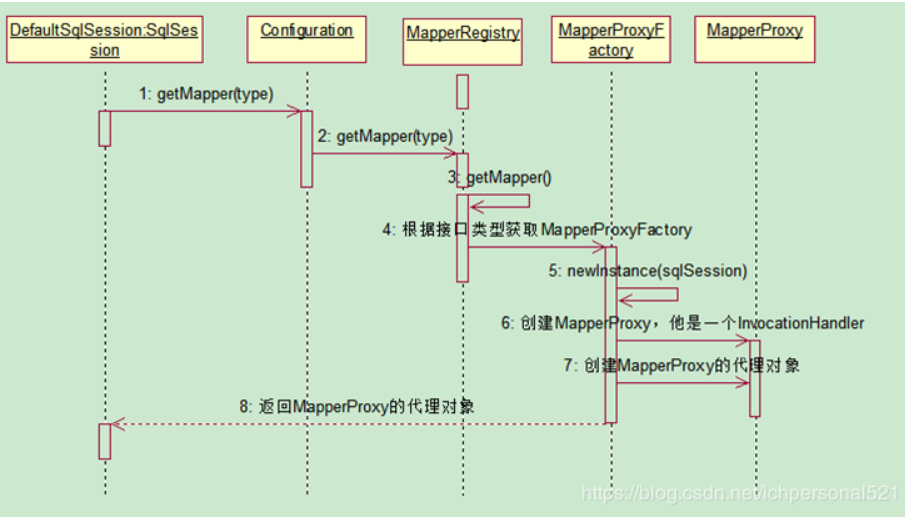 DefaultSqlSession:SqlSes
sion
Configuration
MapperRegistry
MapperProxyF
actory
MapperProxy
1: getMapper(type)
2: getMapper(type)
3: getMapper()
4: 根据接口类型获取MapperProxyFactory
5: newInstance(sqlSession)
6: 创建MapperProxy，他是一个InvocationHandler
7: 创建MapperProxy的代理对象
8: 返回MapperProxy的代理对象
https://blog.csdn.net/lchpersonal521